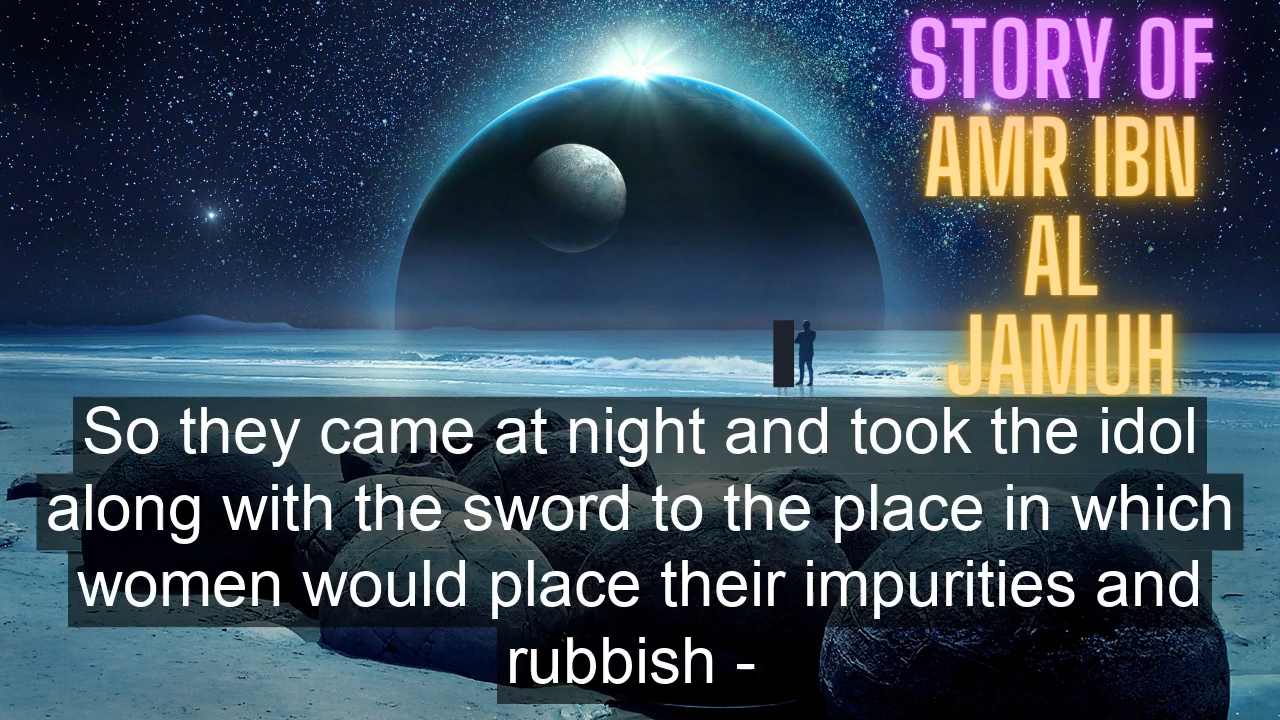 STORY OF
AMR IBN
AL
JAMUH
So they came at night and took the idol
along with the sword to the place in which
women would place their impurities and
rubbish -